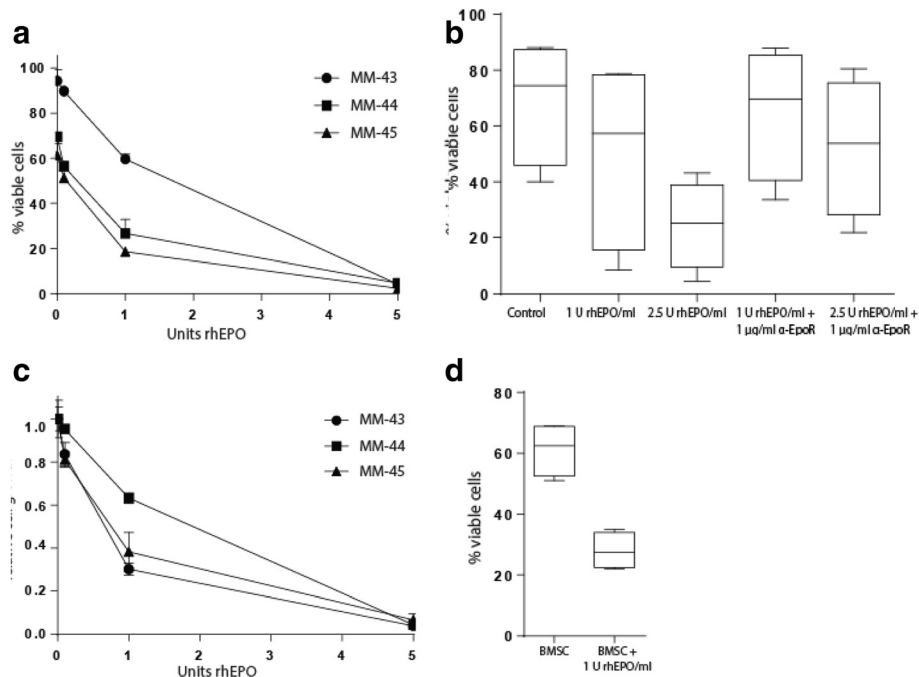 a
100
80
60
40
20
0
% viable cells
MM-43
MM-44
MM-45
0 1 2 3 4 5
Units rhEPO
b
100
80
60
40
20
0
% viable cells
Control
1 U rhEPO/ml
2.5 U rhEPO/ml
1 U rhEPO/ml +
1 μg/ml α-EpoR
2.5 U rhEPO/ml +
1 μg/ml α-EpoR
c
1.0
0.8
0.6
0.4
0.2
0.0
MM-43
MM-44
MM-45
0 1 2 3 4 5
Units rhEPO
d
80
60
40
20
0
% viable cells
BMSC
BMSC +
1 U rhEPO/ml